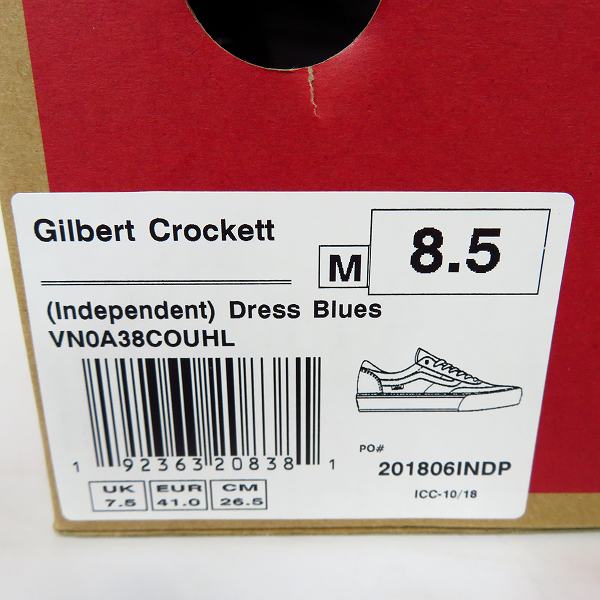 Gilbert Crockett
M
8.5
(Independent) Dress Blues
VN0A38COUHL
1 92363 20838 1
PO#
201806INDP
ICC-10/18
UK EUR CM
7.5 41.0 26.5